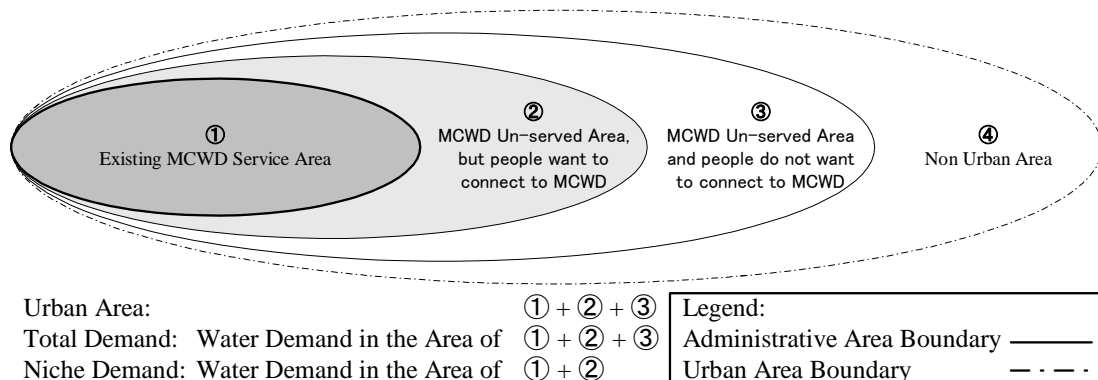 ①
Existing MCWD Service Area
②
MCWD Un-served Area,
but people want to
connect to MCWD
③
MCWD Un-served Area
and people do not want
to connect to MCWD
④
Non Urban Area
Urban Area: ① + ② + ③
Total Demand: Water Demand in the Area of ① + ② + ③
Niche Demand: Water Demand in the Area of ① + ②
Legend:
Administrative Area Boundary
Urban Area Boundary